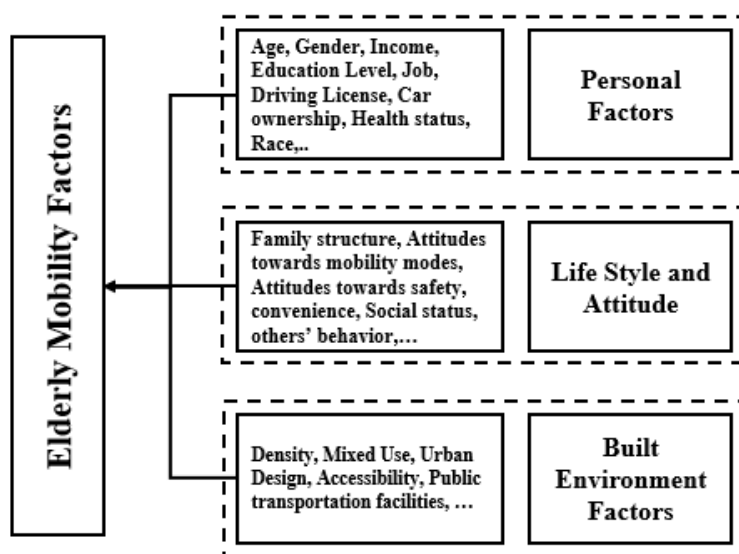 Elderly Mobility Factors
Age, Gender, Income,
Education Level, Job,
Driving License, Car
ownership, Health status,
Race,..
Personal
Factors
Family structure, Attitudes
towards mobility modes,
Attitudes towards safety,
convenience, Social status,
others’ behavior,…
Life Style and
Attitude
Density, Mixed Use, Urban
Design, Accessibility, Public
transportation facilities, …
Built
Environment
Factors